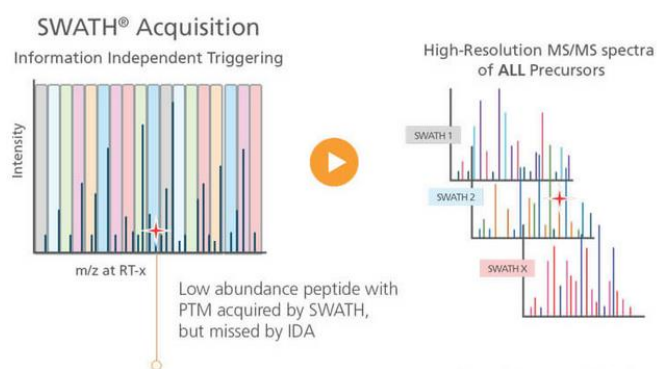 SWATH® Acquisition
Information Independent Triggering
Intensity
m/z at RT-x
Low abundance peptide with
PTM acquired by SWATH,
but missed by IDA
High-Resolution MS/MS spectra
of ALL Precursors
SWATH 1
SWATH 2
SWATH X